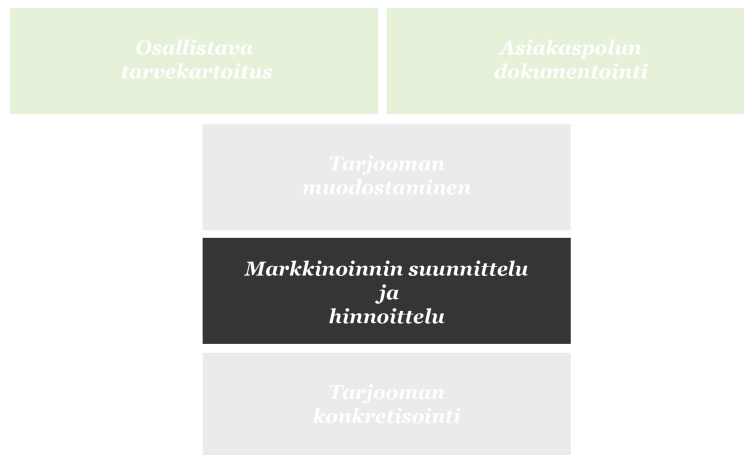 Osallistava
tarvekartoitus
Asiakaspolun
dokumentointi
Tarjooman
muodostaminen
Markkinoinnin suunnittelu
ja
hinnoittelu
Tarjooman
konkretisointi